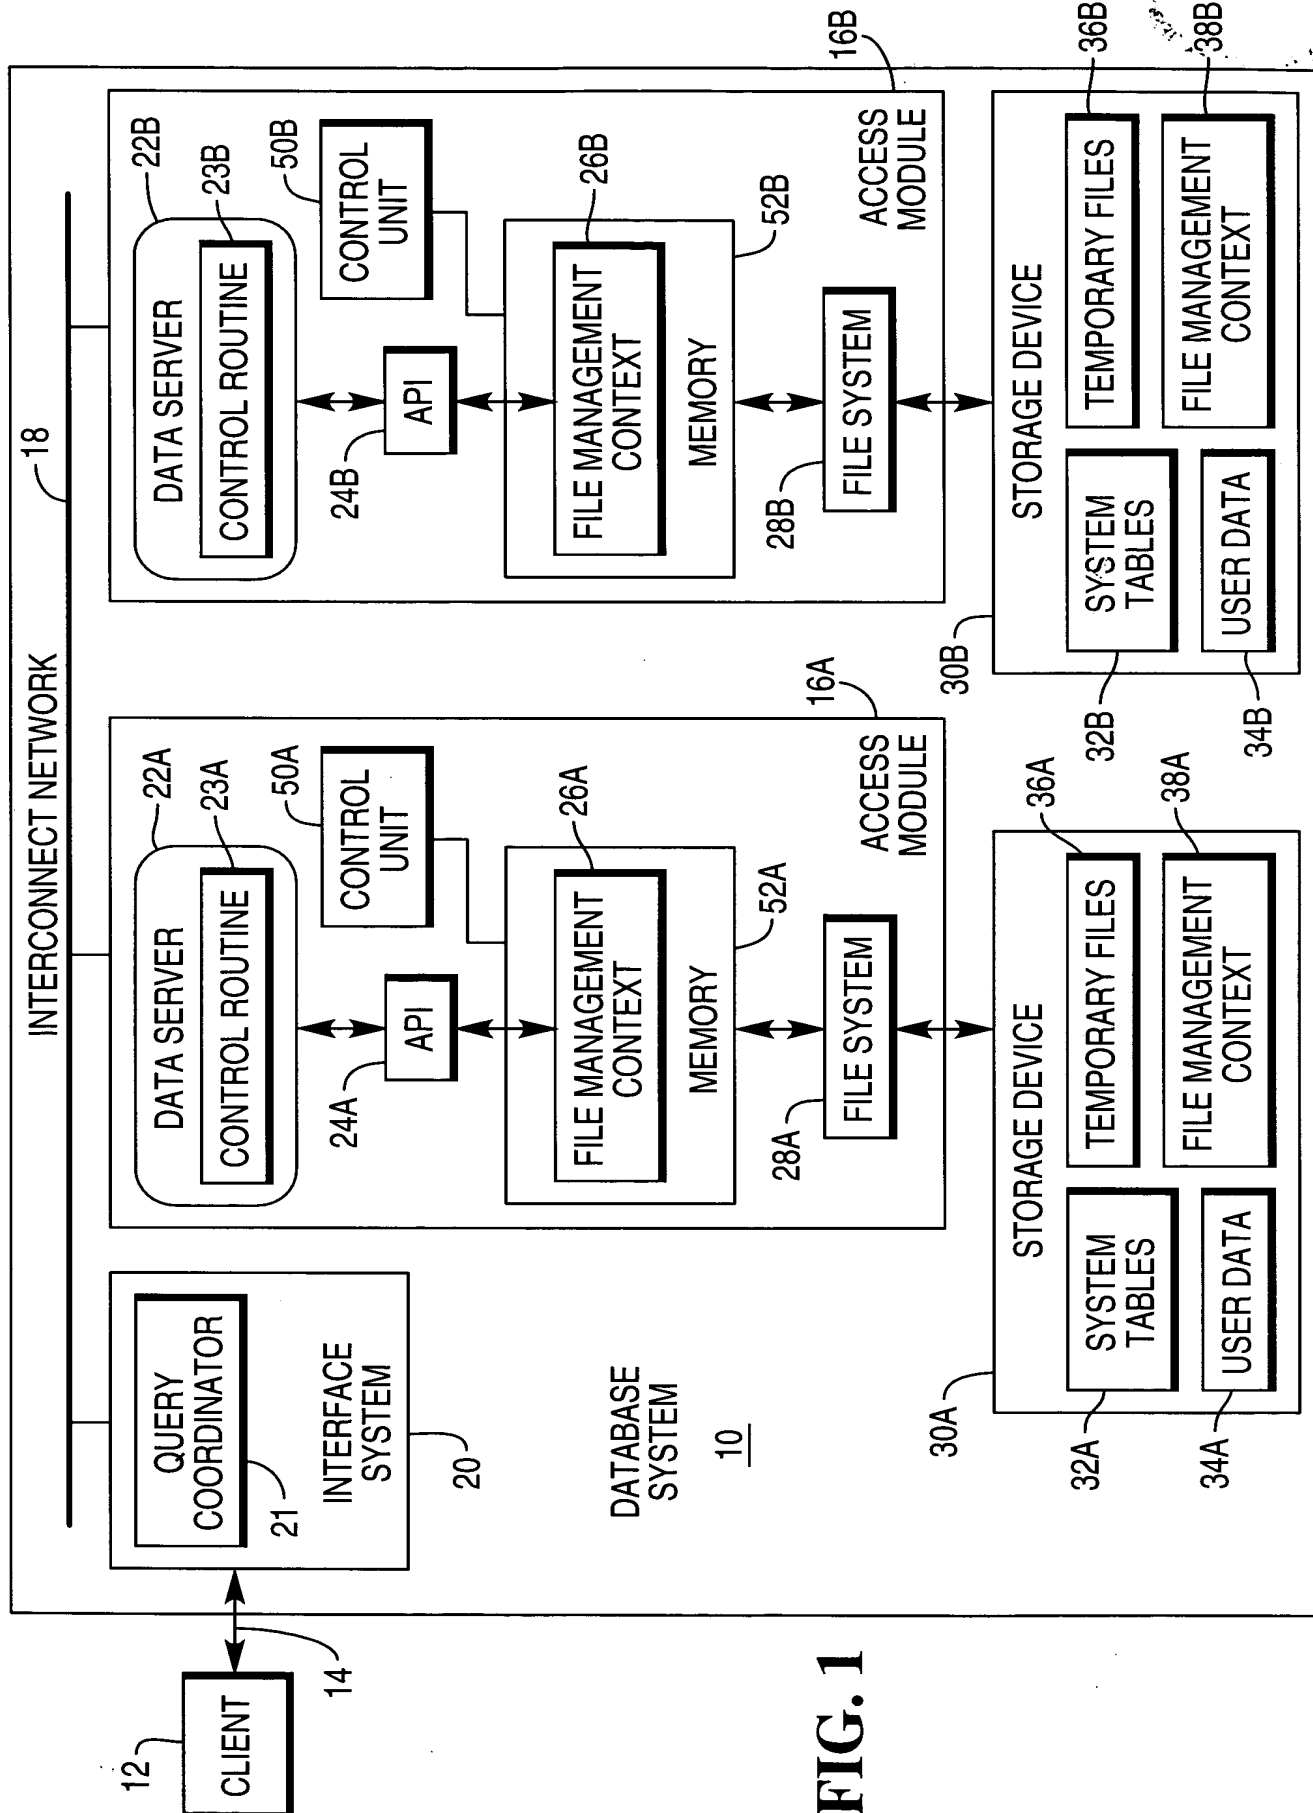 INTERCONNECT NETWORK
18
12
CLIENT
14
QUERY
COORDINATOR
21
INTERFACE
SYSTEM
20
DATABASE
SYSTEM
10
22A
DATA SERVER
23A
CONTROL ROUTINE
50A
CONTROL
UNIT
24A
API
26A
FILE MANAGEMENT
CONTEXT
MEMORY
52A
28A
FILE SYSTEM
ACCESS
MODULE
16A
30A
STORAGE DEVICE
32A
SYSTEM
TABLES
TEMPORARY FILES
36A
34A
USER DATA
FILE MANAGEMENT
CONTEXT
38A
22B
DATA SERVER
23B
CONTROL ROUTINE
50B
CONTROL
UNIT
24B
API
26B
FILE MANAGEMENT
CONTEXT
MEMORY
52B
28B
FILE SYSTEM
ACCESS
MODULE
16B
30B
STORAGE DEVICE
32B
SYSTEM
TABLES
TEMPORARY FILES
36B
34B
USER DATA
FILE MANAGEMENT
CONTEXT
38B
FIG. 1